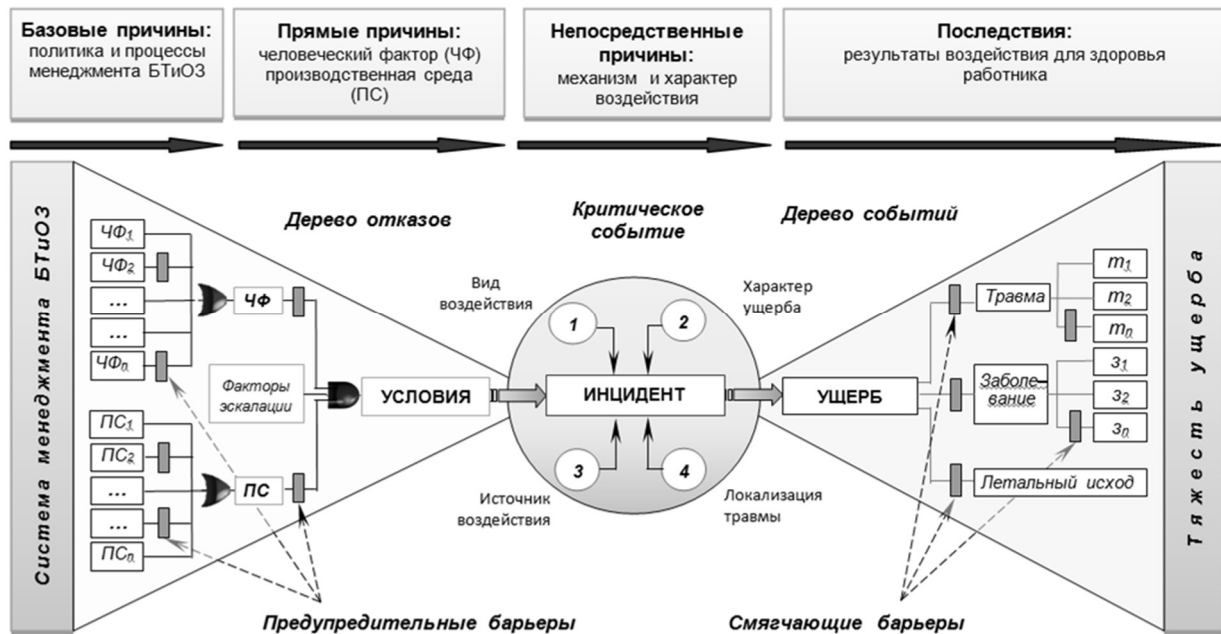 Базовые причины:
политика и процессы
менеджмента БТиОЗ
Прямые причины:
человеческий фактор (ЧФ)
производственная среда
(ПС)
Непосредственные
причины:
механизм и характер
воздействия
Последствия:
результаты воздействия для здоровья
работника
Система менеджмента БТиОЗ
Дерево отказов
Критическое
событие
Дерево событий
ЧФ1
ЧФ2
...
...
ЧФn
ЧФ
Факторы
эскалации
ПС1
ПС2
...
...
ПСn
ПС
УСЛОВИЯ
Вид
воздействия
Характер
ущерба
1
2
ИНЦИДЕНТ
3
4
Источник
воздействия
Локализация
травмы
УЩЕРБ
Травма
т1
т2
тn
Заболе-
вание
з1
з2
зn
Летальный исход
Тяжесть ущерба
Предупредительные барьеры
Смягчающие барьеры